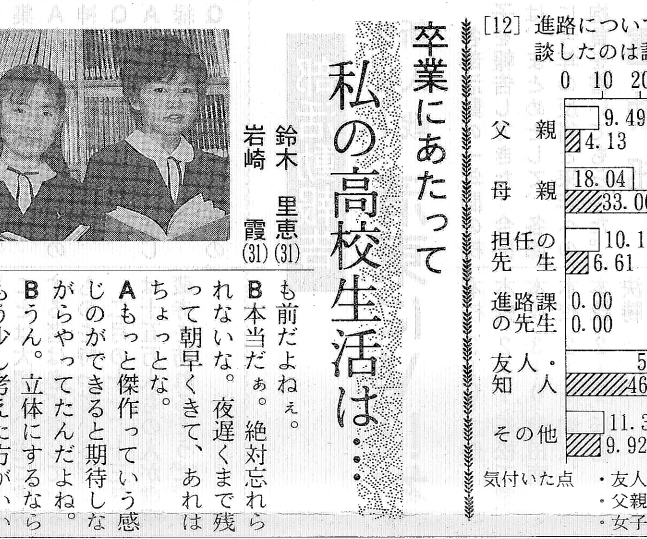 [12] 進路につい
談したのは
0 10 20
父親 9.49
4.13
母親 18.04
33.00
担任の先生 10.1
6.61
進路課の先生 0.00
0.00
友人・知人 5
46
その他 11.3
9.92
気付いた点 ・友人
・父親
・女子
卒業にあたって
私の高校生活は…
鈴木 里恵(31)
岩崎 霞(31)
も前だよねぇ。
B本当だぁ。絶対忘れら
れないな。夜遅くまで残
って朝早くきて、あれは
ちょっとな。
Aもっと傑作っていう感
じのができると期待しな
がらやってたんだよね。
Bうん。立体にするなら
もう少し考えた方がいい